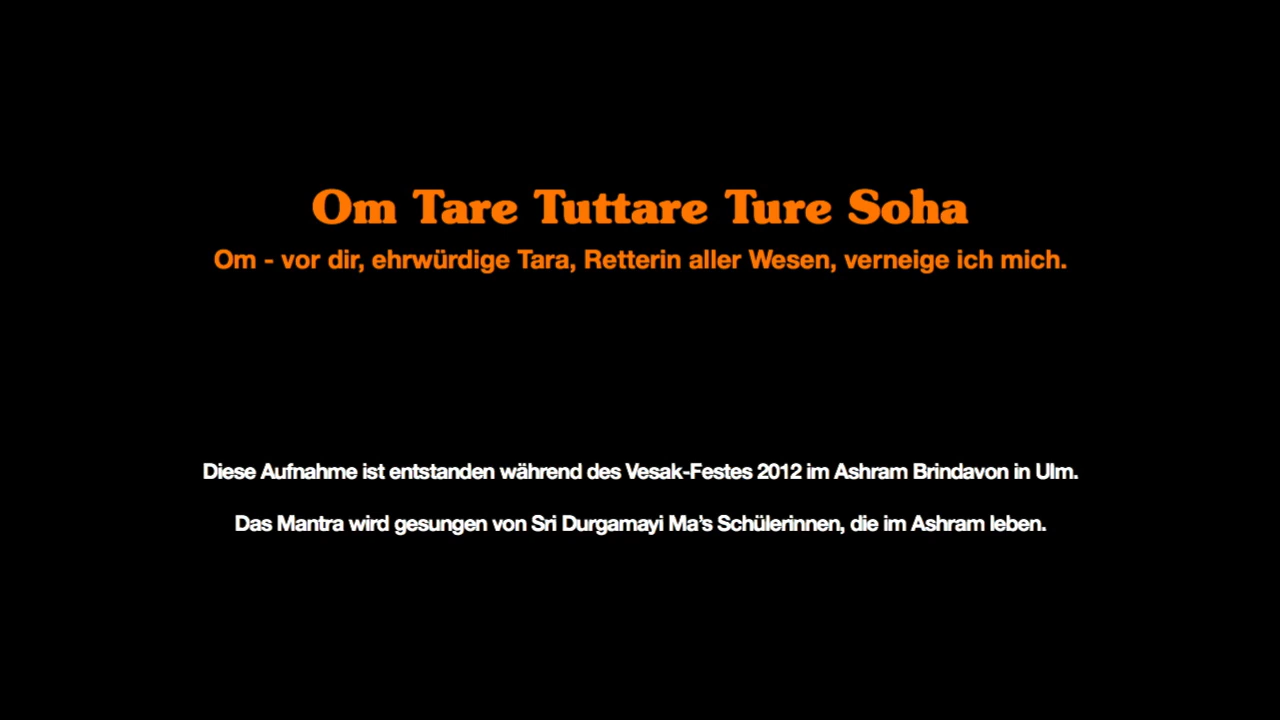 Om Tare Tuttare Ture Soha
Om - vor dir, ehrwürdige Tara, Retterin aller Wesen, verneige ich mich.
Diese Aufnahme ist entstanden während des Vesak-Festes 2012 im Ashram Brindavon in Ulm.
Das Mantra wird gesungen von Sri Durgamayi Ma's Schülerinnen, die im Ashram leben.